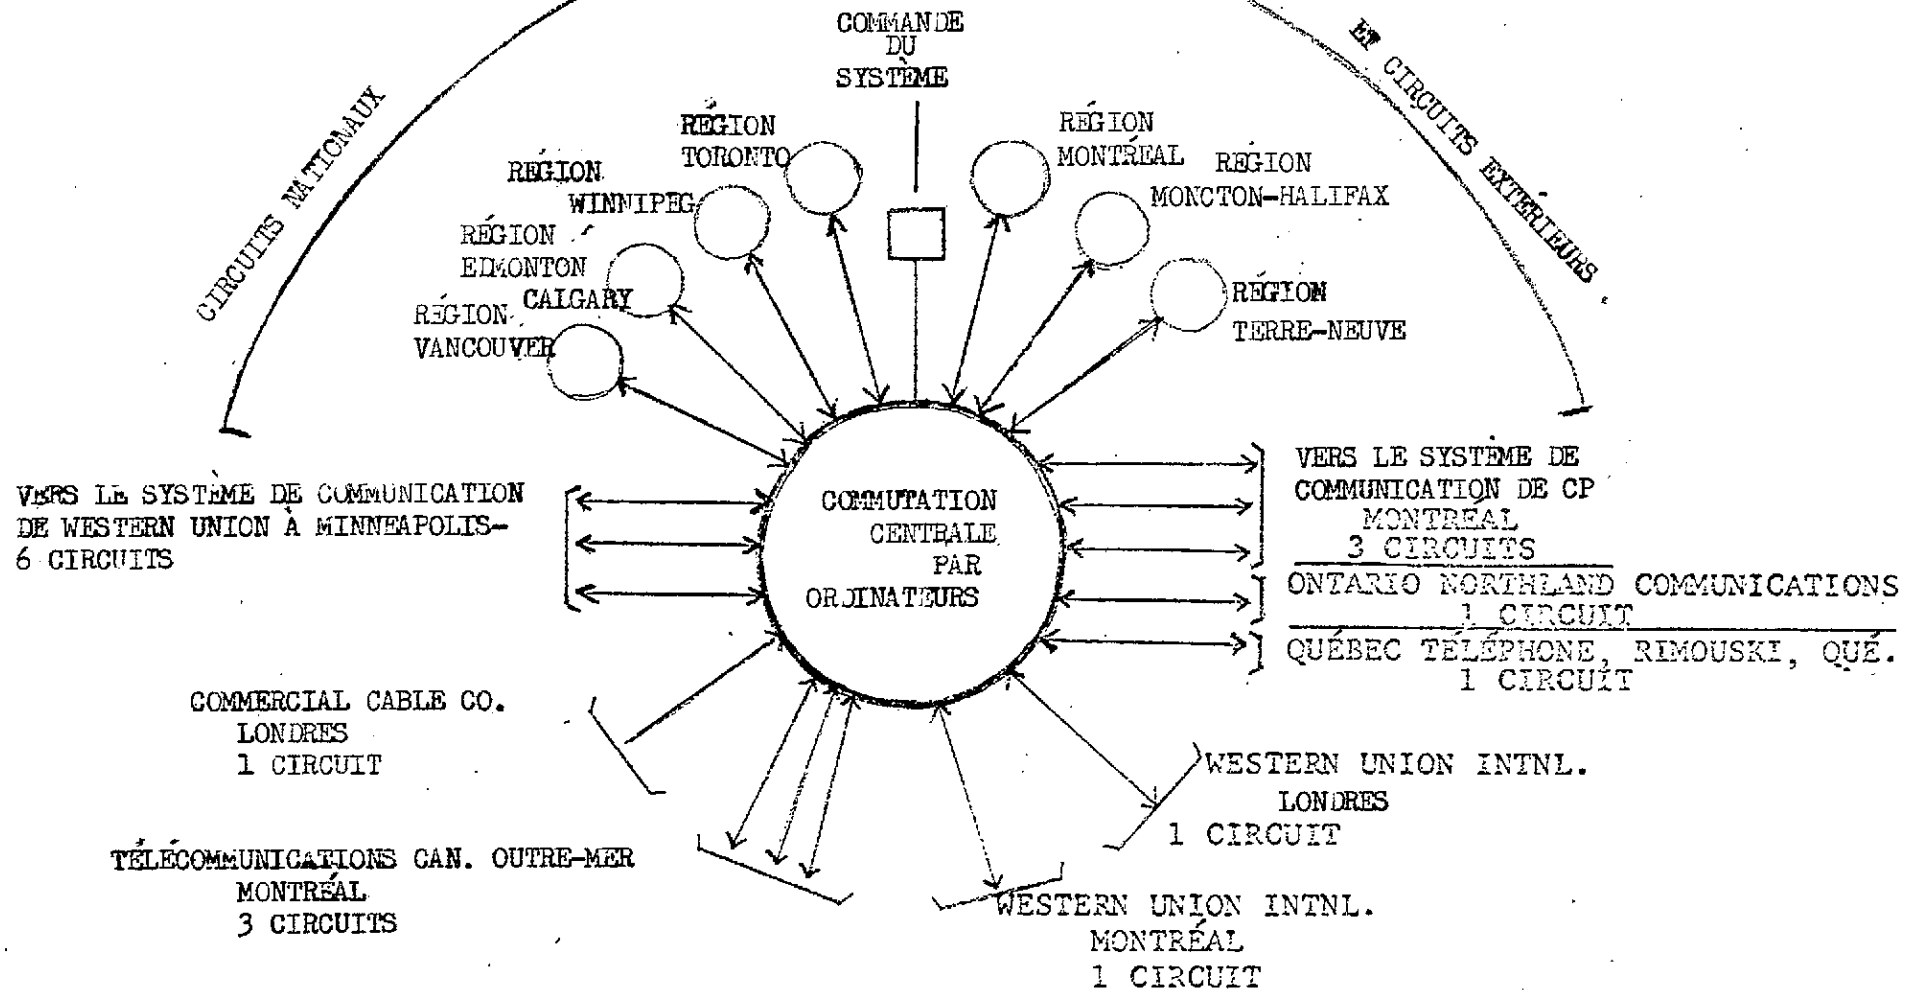 COMMANDE
DU
SYSTÈME
CIRCUITS NATIONAUX
ET CIRCUITS EXTÉRIEURS
RÉGION
TORONTO
RÉGION
WINNIPEG
RÉGION
EDMONTON
CALGARY
RÉGION
VANCOUVER
RÉGION
MONTRÉAL
RÉGION
MONCTON-HALIFAX
RÉGION
TERRE-NEUVE
COMMUTATION
CENTRALE
PAR
ORDINATEURS
VERS LE SYSTÈME DE COMMUNICATION
DE WESTERN UNION À MINNEAPOLIS-
6 CIRCUITS
COMMERCIAL CABLE CO.
LONDRES
1 CIRCUIT
TÉLÉCOMMUNICATIONS CAN. OUTRE-MER
MONTRÉAL
3 CIRCUITS
VERS LE SYSTÈME DE
COMMUNICATION DE CP
MONTRÉAL
3 CIRCUITS
ONTARIO NORTHLAND COMMUNICATIONS
1 CIRCUIT
QUÉBEC TÉLÉPHONE, RIMOUSKI, QUÉ.
1 CIRCUIT
WESTERN UNION INTNL.
LONDRES
1 CIRCUIT
WESTERN UNION INTNL.
MONTRÉAL
1 CIRCUIT